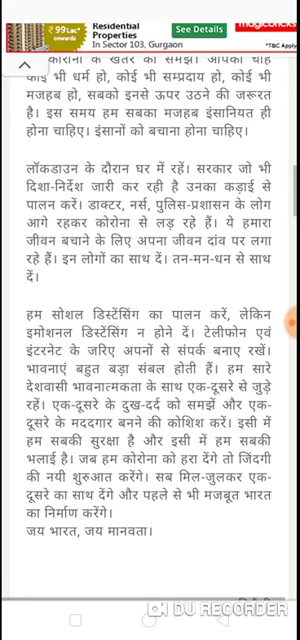 ₹ 99 Lac*
onwards
Residential
Properties
In Sector 103, Gurgaon
See Details
magicbricks
*T&C Apply
कोरोना के खतरे को समझें। आपका चाहे
कोई भी धर्म हो, कोई भी सम्प्रदाय हो, कोई भी
मजहब हो, सबको इनसे ऊपर उठने की जरूरत
है। इस समय हम सबका मजहब इंसानियत ही
होना चाहिए। इंसानों को बचाना होना चाहिए।
लॉकडाउन के दौरान घर में रहें। सरकार जो भी
दिशा-निर्देश जारी कर रही है उनका कड़ाई से
पालन करें। डाक्टर, नर्स, पुलिस-प्रशासन के लोग
आगे रहकर कोरोना से लड़ रहे हैं। ये हमारा
जीवन बचाने के लिए अपना जीवन दांव पर लगा
रहे हैं। इन लोगों का साथ दें। तन-मन-धन से साथ
दें।
हम सोशल डिस्टेंसिंग का पालन करें, लेकिन
इमोशनल डिस्टेंसिंग न होने दें। टेलीफोन एवं
इंटरनेट के जरिए अपनों से संपर्क बनाए रखें।
भावनाएं बहुत बड़ा संबल होती हैं। हम सारे
देशवासी भावनात्मकता के साथ एक-दूसरे से जुड़े
रहें। एक-दूसरे के दुख-दर्द को समझें और एक-
दूसरे के मददगार बनने की कोशिश करें। इसी में
हम सबकी सुरक्षा है और इसी में हम सबकी
भलाई है। जब हम कोरोना को हरा देंगे तो जिंदगी
की नयी शुरुआत करेंगे। सब मिल-जुलकर एक-
दूसरे का साथ देंगे और पहले से भी मजबूत भारत
का निर्माण करेंगे।
जय भारत, जय मानवता।
DU RECORDER